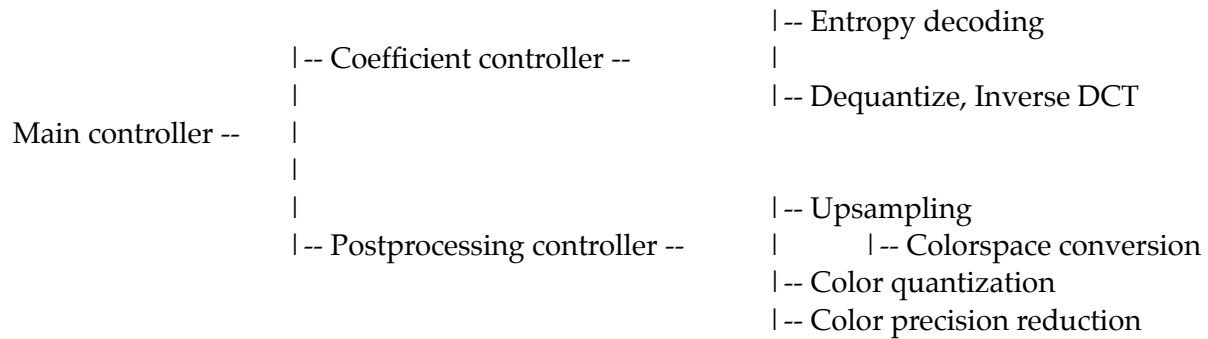 |-- Entropy decoding
|-- Coefficient controller -- |
| |-- Dequantize, Inverse DCT
Main controller -- |
|
| |-- Upsampling
|-- Postprocessing controller -- | |-- Colorspace conversion
|-- Color quantization
|-- Color precision reduction